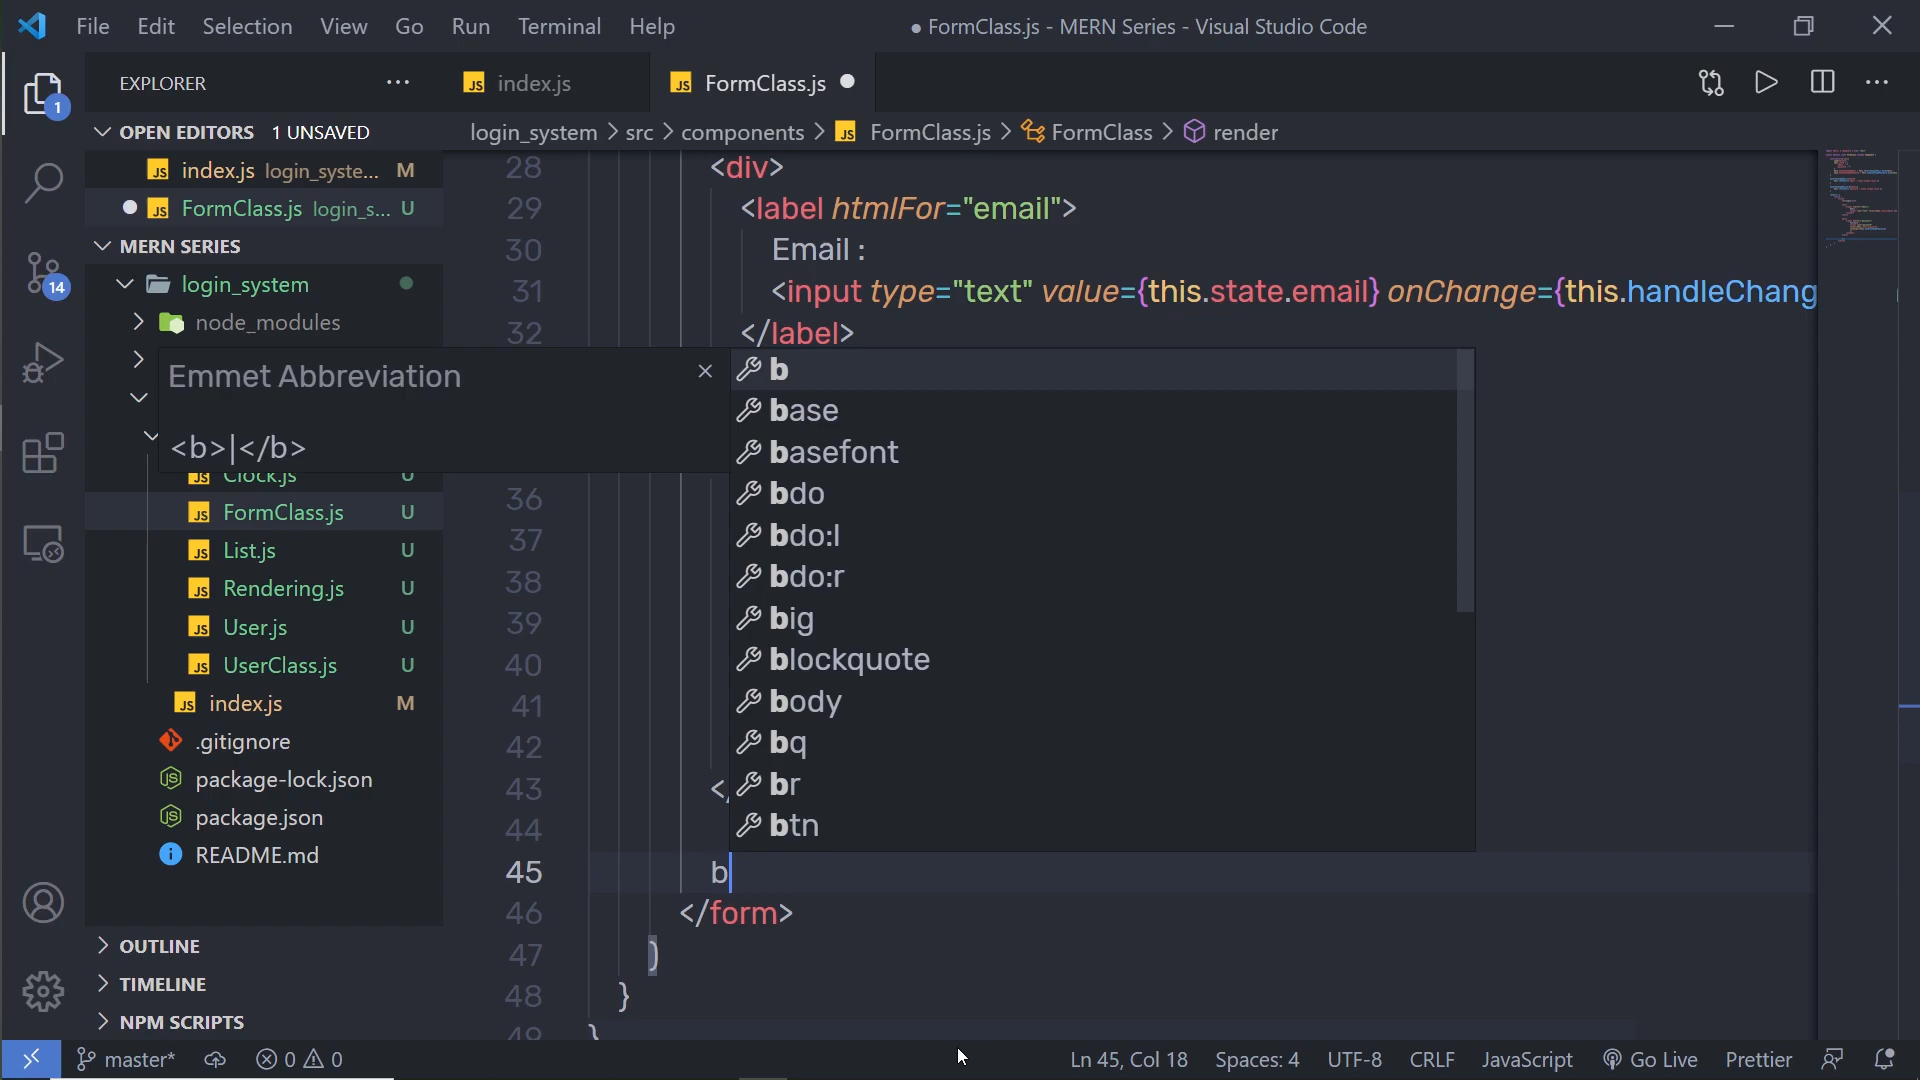 File Edit Selection View Go Run Terminal Help
● FormClass.js - MERN Series - Visual Studio Code
EXPLORER
index.js
FormClass.js
OPEN EDITORS 1 UNSAVED
login_system > src > components > FormClass.js > FormClass > render
index.js login_syste... M
FormClass.js login_s... U
MERN SERIES
login_system
node_modules
Clock.js U
FormClass.js U
List.js U
Rendering.js U
User.js U
UserClass.js U
index.js M
.gitignore
package-lock.json
package.json
README.md
OUTLINE
TIMELINE
NPM SCRIPTS
1
14
28 <div>
29 <label htmlFor="email">
30 Email :
31 <input type="text" value={this.state.email} onChange={this.handleChang
32 </label>
Emmet Abbreviation
<b>|</b>
b
base
basefont
bdo
bdo:l
bdo:r
big
blockquote
body
bq
br
btn
36
37
38
39
40
41
42
43 </
44
45 b
46 </form>
47 )
48 }
49 }
master* 0 0
Ln 45, Col 18 Spaces: 4 UTF-8 CRLF JavaScript Go Live Prettier